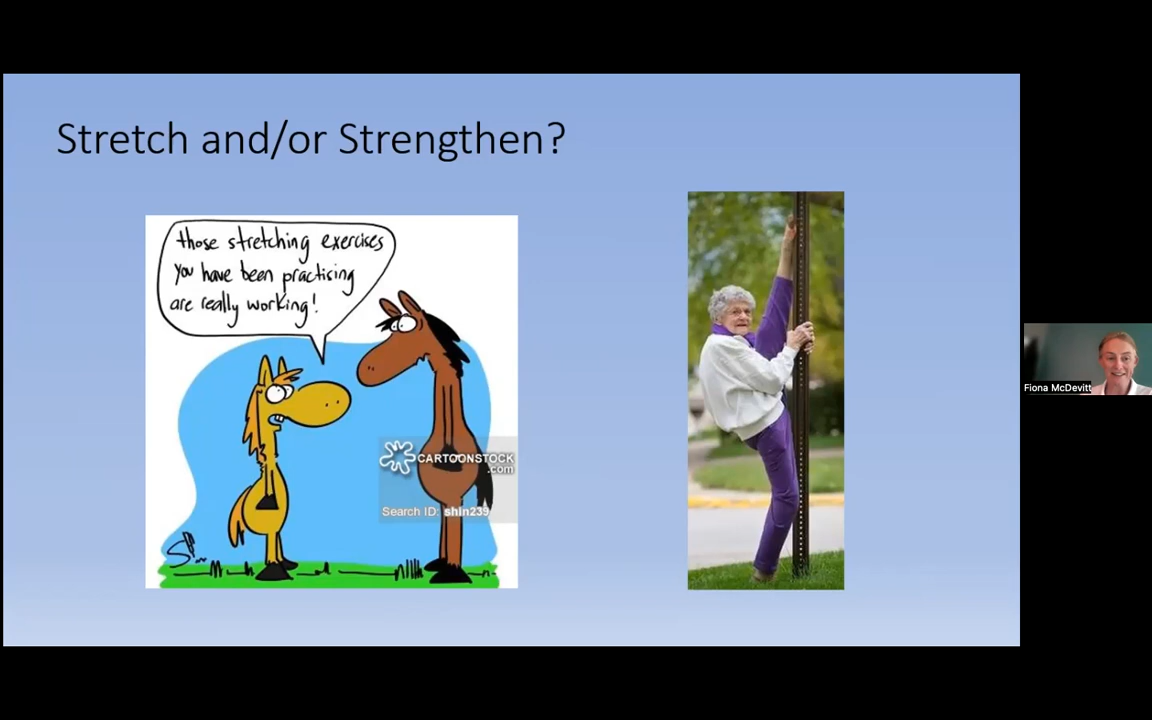 Stretch and/or Strengthen?
those stretching exercises
you have been practising
are really working!
CARTOONSTOCK
.com
Search ID: shin239
Fiona McDevitt